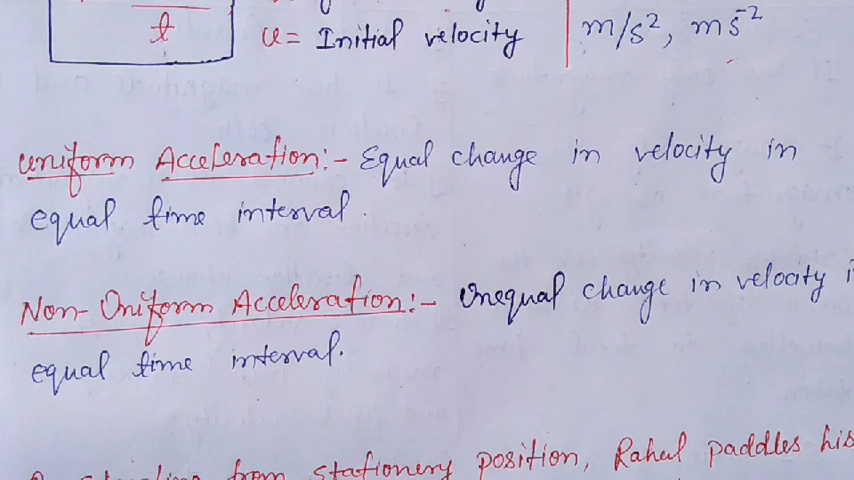 t u = Initial velocity m/s², ms⁻²
Uniform Acceleration :- Equal change in velocity in
equal time interval.
Non-Uniform Acceleration :- Unequal change in velocity
equal time interval.
from stationery position, Rahul paddles his